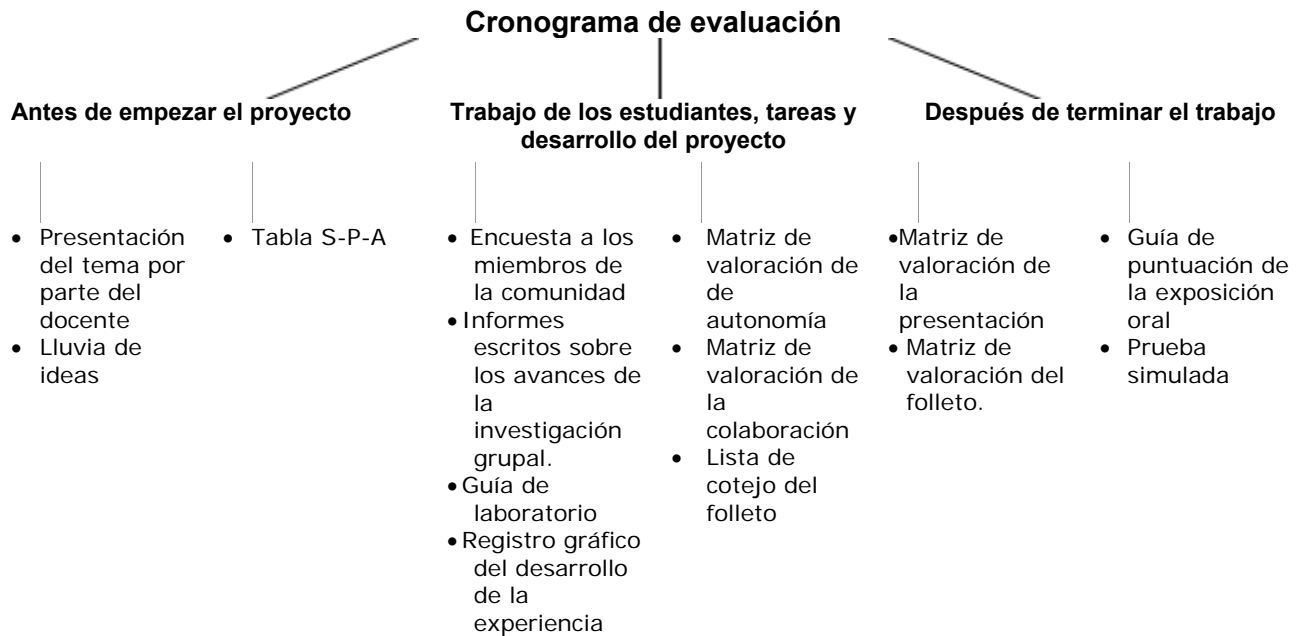 Cronograma de evaluación
Antes de empezar el proyecto
Trabajo de los estudiantes, tareas y
desarrollo del proyecto
Después de terminar el trabajo
• Presentación
del tema por
parte del
docente
• Lluvia de
ideas
• Tabla S-P-A
• Encuesta a los
miembros de
la comunidad
• Informes
escritos sobre
los avances de
la
investigación
grupal.
• Guía de
laboratorio
• Registro gráfico
del desarrollo
de la
experiencia
• Matriz de
valoración de
de
autonomía
• Matriz de
valoración de
la
colaboración
• Lista de
cotejo del
folleto
•Matriz de
valoración de
la
presentación
• Matriz de
valoración del
folleto.
• Guía de
puntuación de
la exposición
oral
• Prueba
simulada